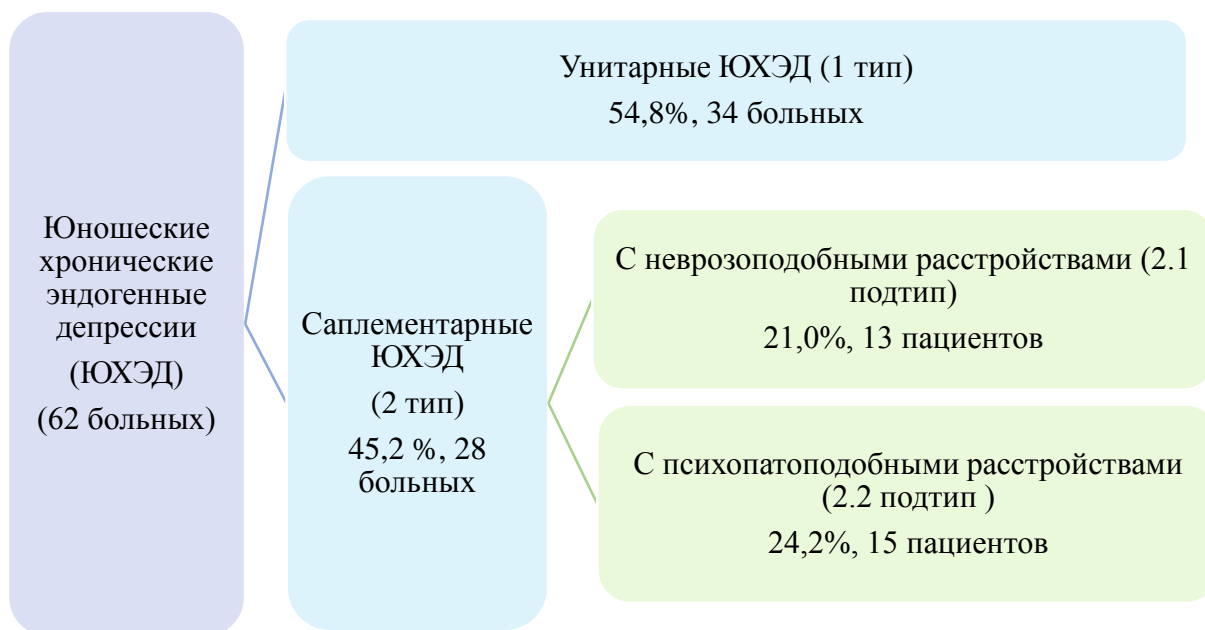 Юношеские
хронические
эндогенные
депрессии
(ЮХЭД)
(62 больных)
Унитарные ЮХЭД (1 тип)
54,8%, 34 больных
Саплементарные
ЮХЭД
(2 тип)
45,2 %, 28
больных
С неврозоподобными расстройствами (2.1
подтип)
21,0%, 13 пациентов
С психопатоподобными расстройствами
(2.2 подтип )
24,2%, 15 пациентов